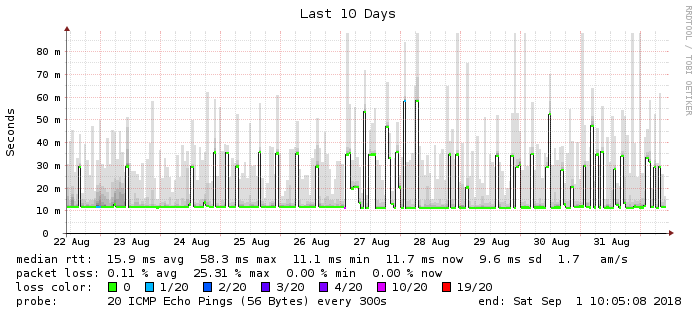 Last 10 Days
RRDTOOL / TOBI OETIKER
Seconds
80 m
70 m
60 m
50 m
40 m
30 m
20 m
10 m
0
22 Aug 23 Aug 24 Aug 25 Aug 26 Aug 27 Aug 28 Aug 29 Aug 30 Aug 31 Aug
median rtt: 15.9 ms avg 58.3 ms max 11.1 ms min 11.7 ms now 9.6 ms sd 1.7 am/s
packet loss: 0.11 % avg 25.31 % max 0.00 % min 0.00 % now
loss color: 0 1/20 2/20 3/20 4/20 10/20 19/20
probe: 20 ICMP Echo Pings (56 Bytes) every 300s end: Sat Sep 1 10:05:08 2018